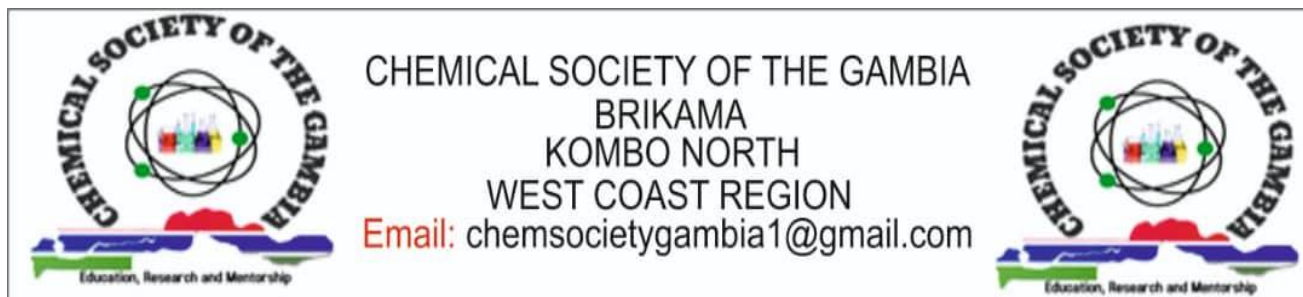 CHEMICAL SOCIETY OF THE GAMBIA
Education, Research and Mentorship
CHEMICAL SOCIETY OF THE GAMBIA
BRIKAMA
KOMBO NORTH
WEST COAST REGION
Email: chemsocietygambia1@gmail.com
CHEMICAL SOCIETY OF THE GAMBIA
Education, Research and Mentorship